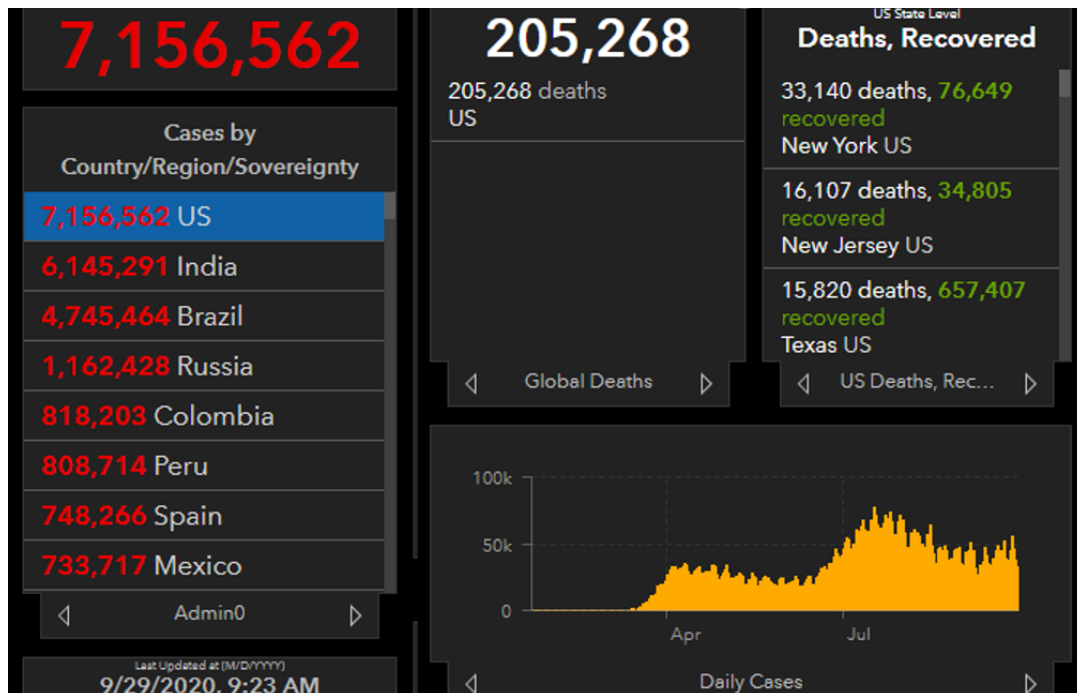 7,156,562
Cases by
Country/Region/Sovereignty
7,156,562 US
6,145,291 India
4,745,464 Brazil
1,162,428 Russia
818,203 Colombia
808,714 Peru
748,266 Spain
733,717 Mexico
Admin0
Last Updated at (M/D/YYYY)
9/29/2020, 9:23 AM
205,268
205,268 deaths
US
Global Deaths
US State Level
Deaths, Recovered
33,140 deaths, 76,649
recovered
New York US
16,107 deaths, 34,805
recovered
New Jersey US
15,820 deaths, 657,407
recovered
Texas US
US Deaths, Rec...
100k
50k
0
Apr
Jul
Daily Cases